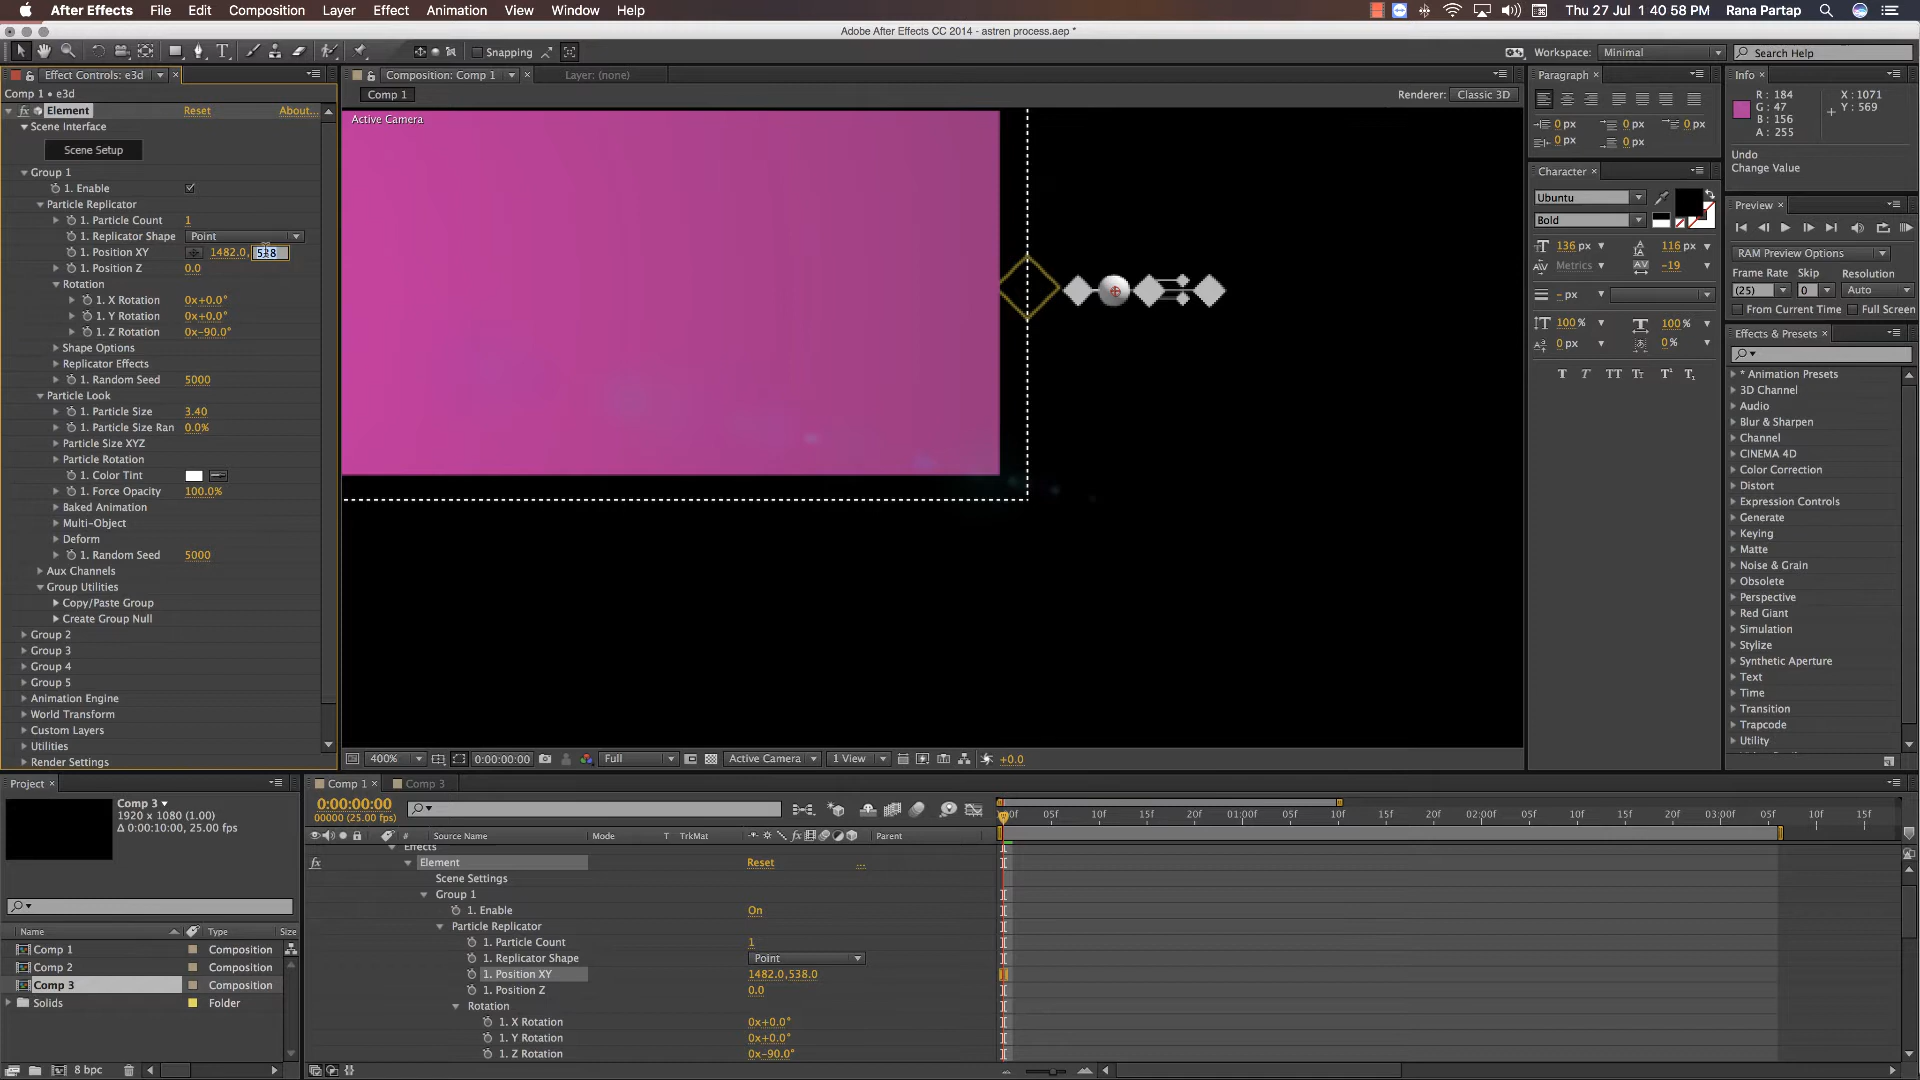 After Effects File Edit Composition Layer Effect Animation View Window Help
Thu 27 Jul 1 40:58 PM Rana Partap
Adobe After Effects CC 2014 - astren process.aep *
Snapping
Workspace: Minimal
Search Help
Effect Controls: e3d
Comp 1 • e3d
fx Element Reset About...
Scene Interface
Scene Setup
Group 1
1. Enable
Particle Replicator
1. Particle Count 1
1. Replicator Shape Point
1. Position XY 1482.0, 538
1. Position Z 0.0
Rotation
1. X Rotation 0x+0.0°
1. Y Rotation 0x+0.0°
1. Z Rotation 0x-90.0°
Shape Options
Replicator Effects
1. Random Seed 5000
Particle Look
1. Particle Size 3.40
1. Particle Size Ran 0.0%
Particle Size XYZ
Particle Rotation
1. Color Tint
1. Force Opacity 100.0%
Baked Animation
Multi-Object
Deform
1. Random Seed 5000
Aux Channels
Group Utilities
Copy/Paste Group
Create Group Null
Group 2
Group 3
Group 4
Group 5
Animation Engine
World Transform
Custom Layers
Utilities
Render Settings
Composition: Comp 1
Layer: (none)
Comp 1
Renderer: Classic 3D
Active Camera
400% 0:00:00:00 Full Active Camera 1 View +0.0
Paragraph
0 px 0 px 0 px
0 px 0 px
Character
Ubuntu
Bold
136 px 116 px
Metrics -19
- px
100% 100%
0 px 0%
T T TT Tт T¹ T₁
Info
R : 184
G : 47
B : 156
A : 255
X : 1071
Y : 569
Undo
Change Value
Preview
RAM Preview Options
Frame Rate Skip Resolution
(25) 0 Auto
From Current Time Full Screen
Effects & Presets
* Animation Presets
3D Channel
Audio
Blur & Sharpen
Channel
CINEMA 4D
Color Correction
Distort
Expression Controls
Generate
Keying
Matte
Noise & Grain
Obsolete
Perspective
Red Giant
Simulation
Stylize
Synthetic Aperture
Text
Time
Transition
Trapcode
Utility
Project
Comp 3
1920 x 1080 (1.00)
Δ 0:00:10:00, 25.00 fps
Name Type Size
Comp 1 Composition
Comp 2 Composition
Comp 3 Composition
Solids Folder
8 bpc
Comp 1 Comp 3
0:00:00:00
00000 (25.00 fps)
# Source Name Mode T TrkMat fx Parent
00f 05f 10f 15f 20f 01:00f 05f 10f 15f 20f 02:00f 05f 10f 15f 20f 03:00f 05f 10f 15f
Effects
fx Element Reset ...
Scene Settings
Group 1
1. Enable On
Particle Replicator
1. Particle Count 1
1. Replicator Shape Point
1. Position XY 1482.0,538.0
1. Position Z 0.0
Rotation
1. X Rotation 0x+0.0°
1. Y Rotation 0x+0.0°
1. Z Rotation 0x-90.0°